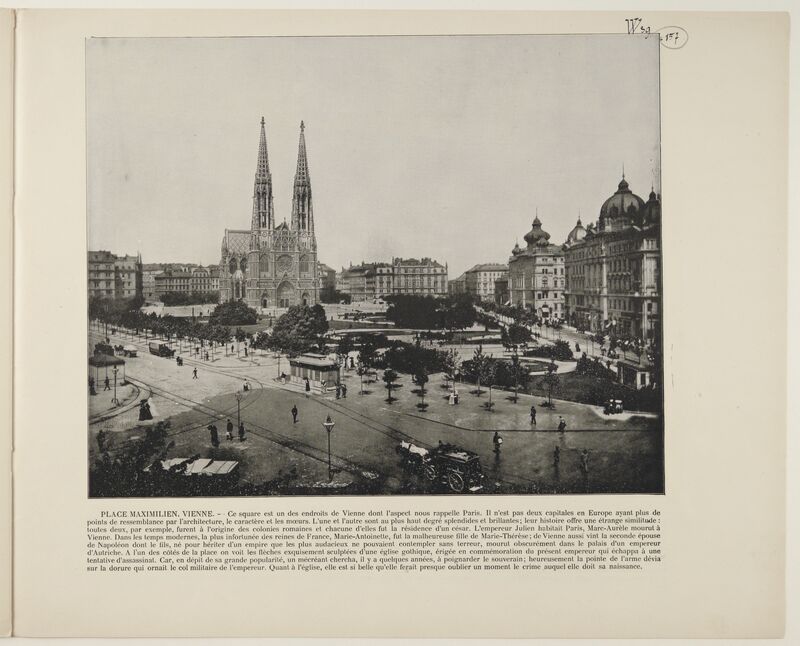 W 39
157
PLACE MAXIMILIEN, VIENNE. — Ce square est un des endroits de Vienne dont l'aspect nous rappelle Paris. Il n'est pas deux capitales en Europe ayant plus de
points de ressemblance par l'architecture, le caractère et les mœurs. L'une et l'autre sont au plus haut degré splendides et brillantes ; leur histoire offre une étrange similitude :
toutes deux, par exemple, furent à l'origine des colonies romaines et chacune d'elles fut la résidence d'un césar. L'empereur Julien habitait Paris, Marc-Aurèle mourut à
Vienne. Dans les temps modernes, la plus infortunée des reines de France, Marie-Antoinette, fut la malheureuse fille de Marie-Thérèse ; de Vienne aussi vint la seconde épouse
de Napoléon dont le fils, né pour hériter d'un empire que les plus audacieux ne pouvaient contempler sans terreur, mourut obscurément dans le palais d'un empereur
d'Autriche. A l'un des côtés de la place on voit les flèches exquisement sculptées d'une église gothique, érigée en commémoration du présent empereur qui échappa à une
tentative d'assassinat. Car, en dépit de sa grande popularité, un mécréant chercha, il y a quelques années, à poignarder le souverain ; heureusement la pointe de l'arme dévia
sur la dorure qui ornait le col militaire de l'empereur. Quant à l'église, elle est si belle qu'elle ferait presque oublier un moment le crime auquel elle doit sa naissance.